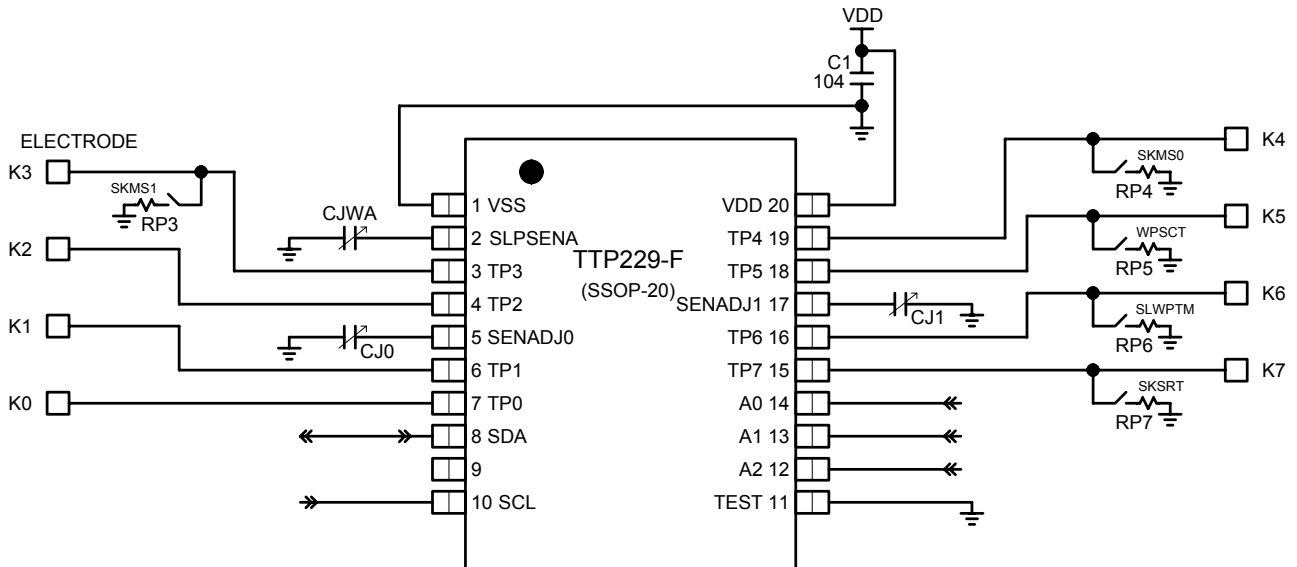 VDD
C1
104
ELECTRODE
K3
SKMS1
RP3
K2
K1
K0
CJWA
CJ0
TTP229-F
(SSOP-20)
1 VSS
2 SLPSENA
3 TP3
4 TP2
5 SENADJ0
6 TP1
7 TP0
8 SDA
9
10 SCL
VDD 20
TP4 19
TP5 18
SENADJ1 17
TP6 16
TP7 15
A0 14
A1 13
A2 12
TEST 11
CJ1
K4
SKMS0
RP4
K5
WPSCT
RP5
K6
SLWPTM
RP6
K7
SKSRT
RP7